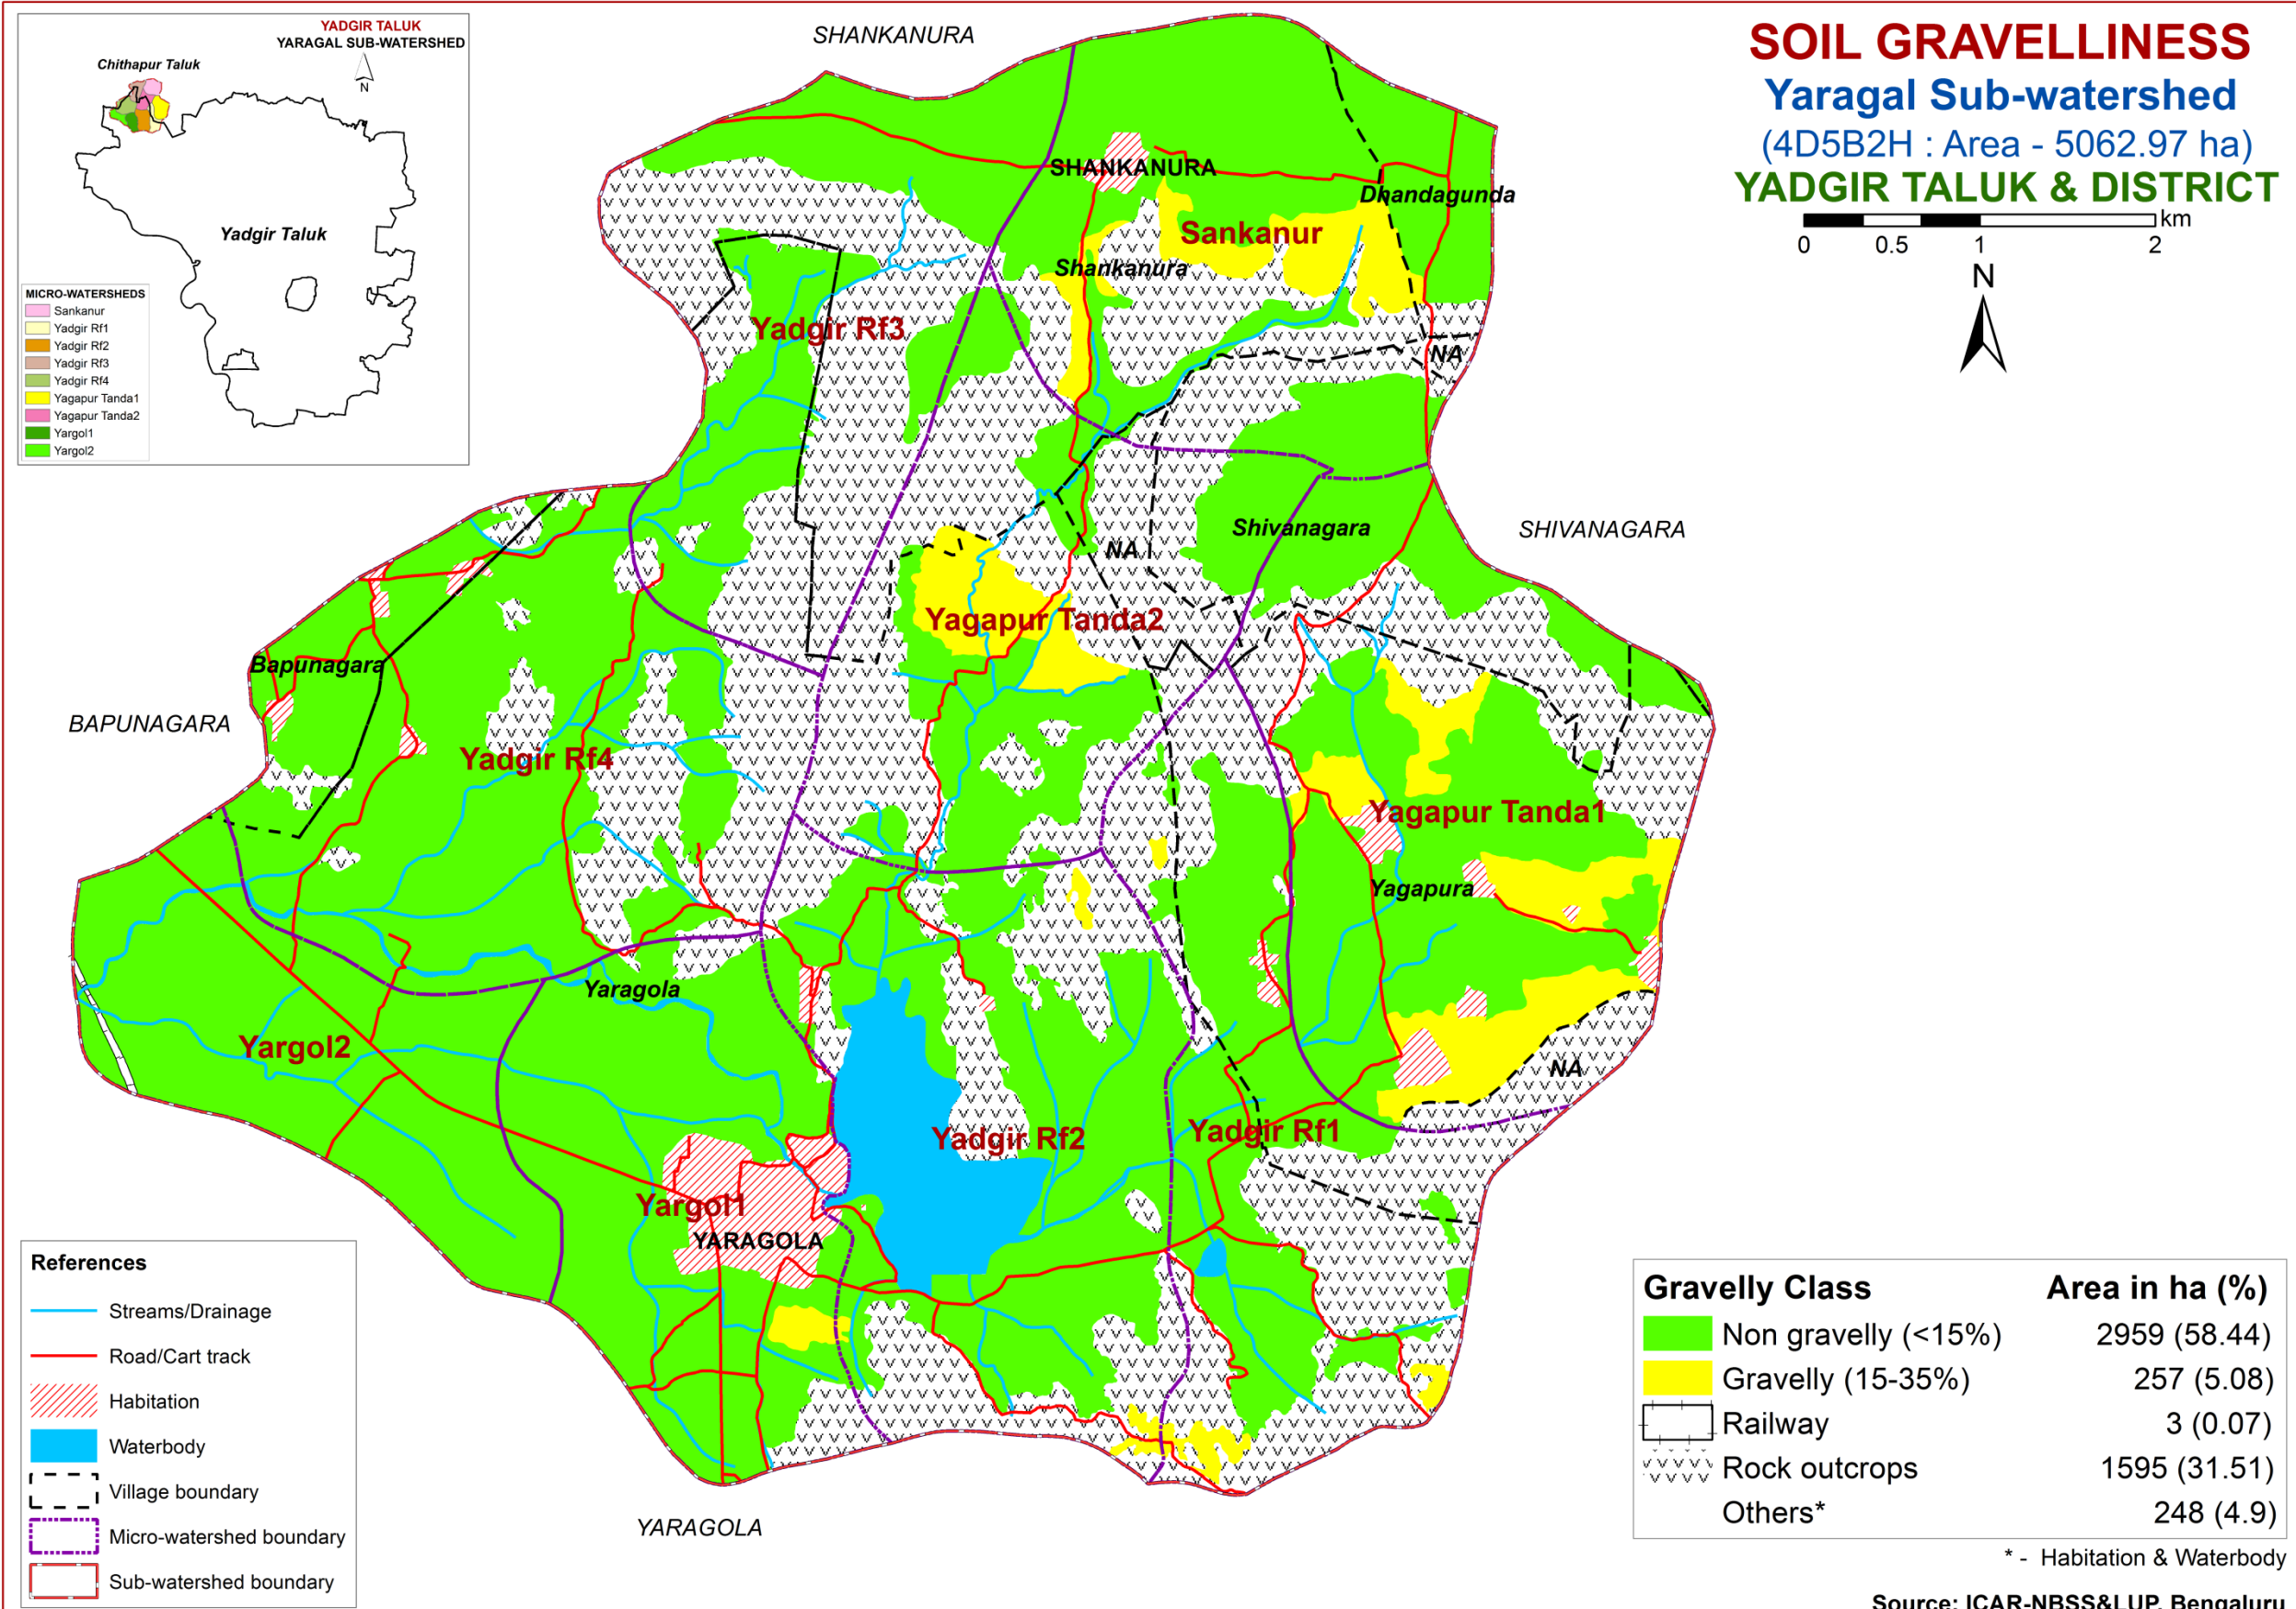 YADGIR TALUK
YARAGAL SUB-WATERSHED
Chithapur Taluk
N
Yadgir Taluk
MICRO-WATERSHEDS
Sankanur
Yadgir Rf1
Yadgir Rf2
Yadgir Rf3
Yadgir Rf4
Yagapur Tanda1
Yagapur Tanda2
Yargol1
Yargol2
SOIL GRAVELLINESS
Yaragal Sub-watershed
(4D5B2H : Area - 5062.97 ha)
YADGIR TALUK & DISTRICT
km
0 0.5 1 2
N
SHANKANURA
SHANKANURA
Dhandagunda
Sankanur
Shankanura
Yadgir Rf3
NA
Shivanagara
SHIVANAGARA
NA
Yagapur Tanda2
Bapunagara
BAPUNAGARA
Yadgir Rf4
Yagapur Tanda1
Yagapura
Yaragola
Yargol2
NA
Yadgir Rf2
Yadgir Rf1
Yargol1
YARAGOLA
YARAGOLA
References
Streams/Drainage
Road/Cart track
Habitation
Waterbody
Village boundary
Micro-watershed boundary
Sub-watershed boundary
Gravelly Class Area in ha (%)
Non gravelly (<15%) 2959 (58.44)
Gravelly (15-35%) 257 (5.08)
Railway 3 (0.07)
Rock outcrops 1595 (31.51)
Others* 248 (4.9)
* - Habitation & Waterbody
Source: ICAR-NBSS&LUP, Bengaluru